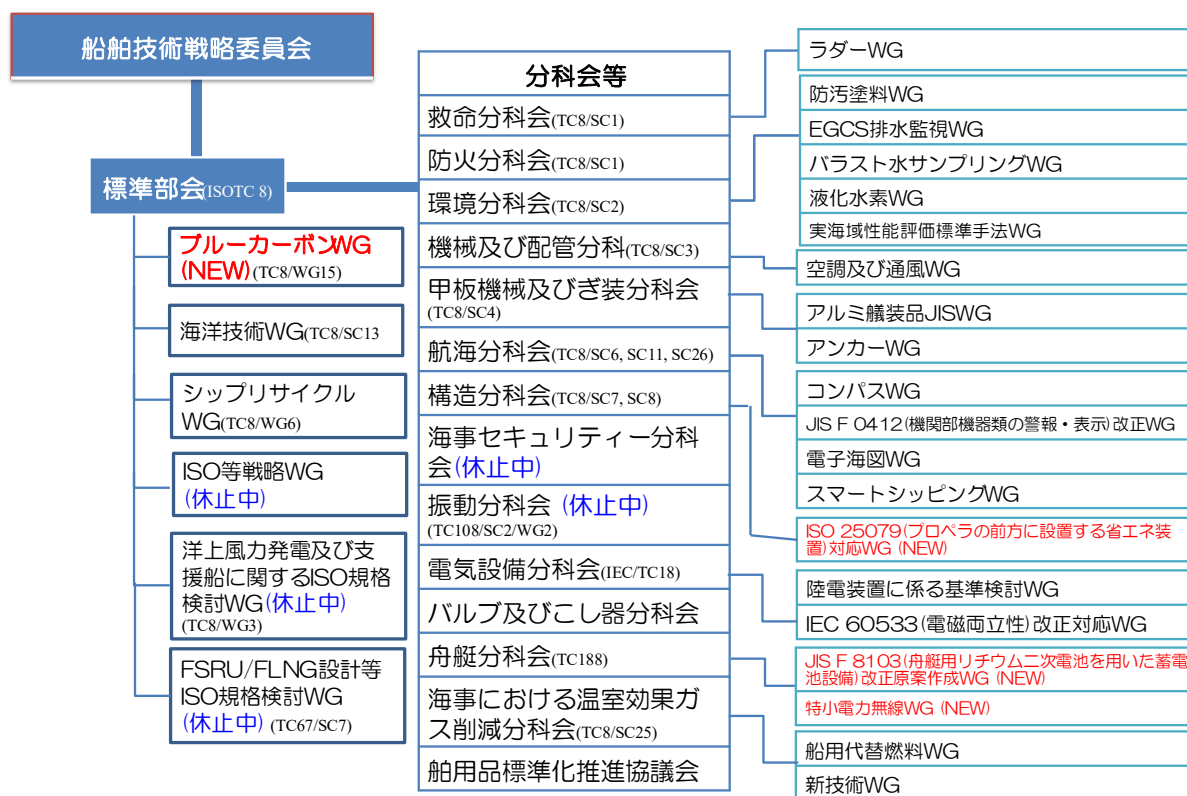 船舶技術戦略委員会
標準部会(ISOTC 8)
ブルーカーボンWG
(NEW)(TC8/WG15)
海洋技術WG(TC8/SC13
シップリサイクル
WG(TC8/WG6)
ISO等戦略WG
(休止中)
洋上風力発電及び支
援船に関するISO規格
検討WG(休止中)
(TC8/WG3)
FSRU/FLNG設計等
ISO規格検討WG
(休止中) (TC67/SC7)
分科会等
救命分科会(TC8/SC1)
防火分科会(TC8/SC1)
環境分科会(TC8/SC2)
機械及び配管分科(TC8/SC3)
甲板機械及びぎ装分科会
(TC8/SC4)
航海分科会(TC8/SC6, SC11, SC26)
構造分科会(TC8/SC7, SC8)
海事セキュリティー分科
会(休止中)
振動分科会 (休止中)
(TC108/SC2/WG2)
電気設備分科会(IEC/TC18)
バルブ及びこし器分科会
舟艇分科会(TC188)
海事における温室効果ガ
ス削減分科会(TC8/SC25)
舶用品標準化推進協議会
ラダーWG
防汚塗料WG
EGCS排水監視WG
バラスト水サンプリングWG
液化水素WG
実海域性能評価標準手法WG
空調及び通風WG
アルミ艤装品JISWG
アンカーWG
コンパスWG
JIS F 0412(機関部機器類の警報・表示)改正WG
電子海図WG
スマートシッピングWG
ISO 25079(プロペラの前方に設置する省エネ装
置)対応WG (NEW)
陸電装置に係る基準検討WG
IEC 60533(電磁両立性)改正対応WG
JIS F 8103(舟艇用リチウム二次電池を用いた蓄電
池設備)改正原案作成WG (NEW)
特小電力無線WG (NEW)
船用代替燃料WG
新技術WG